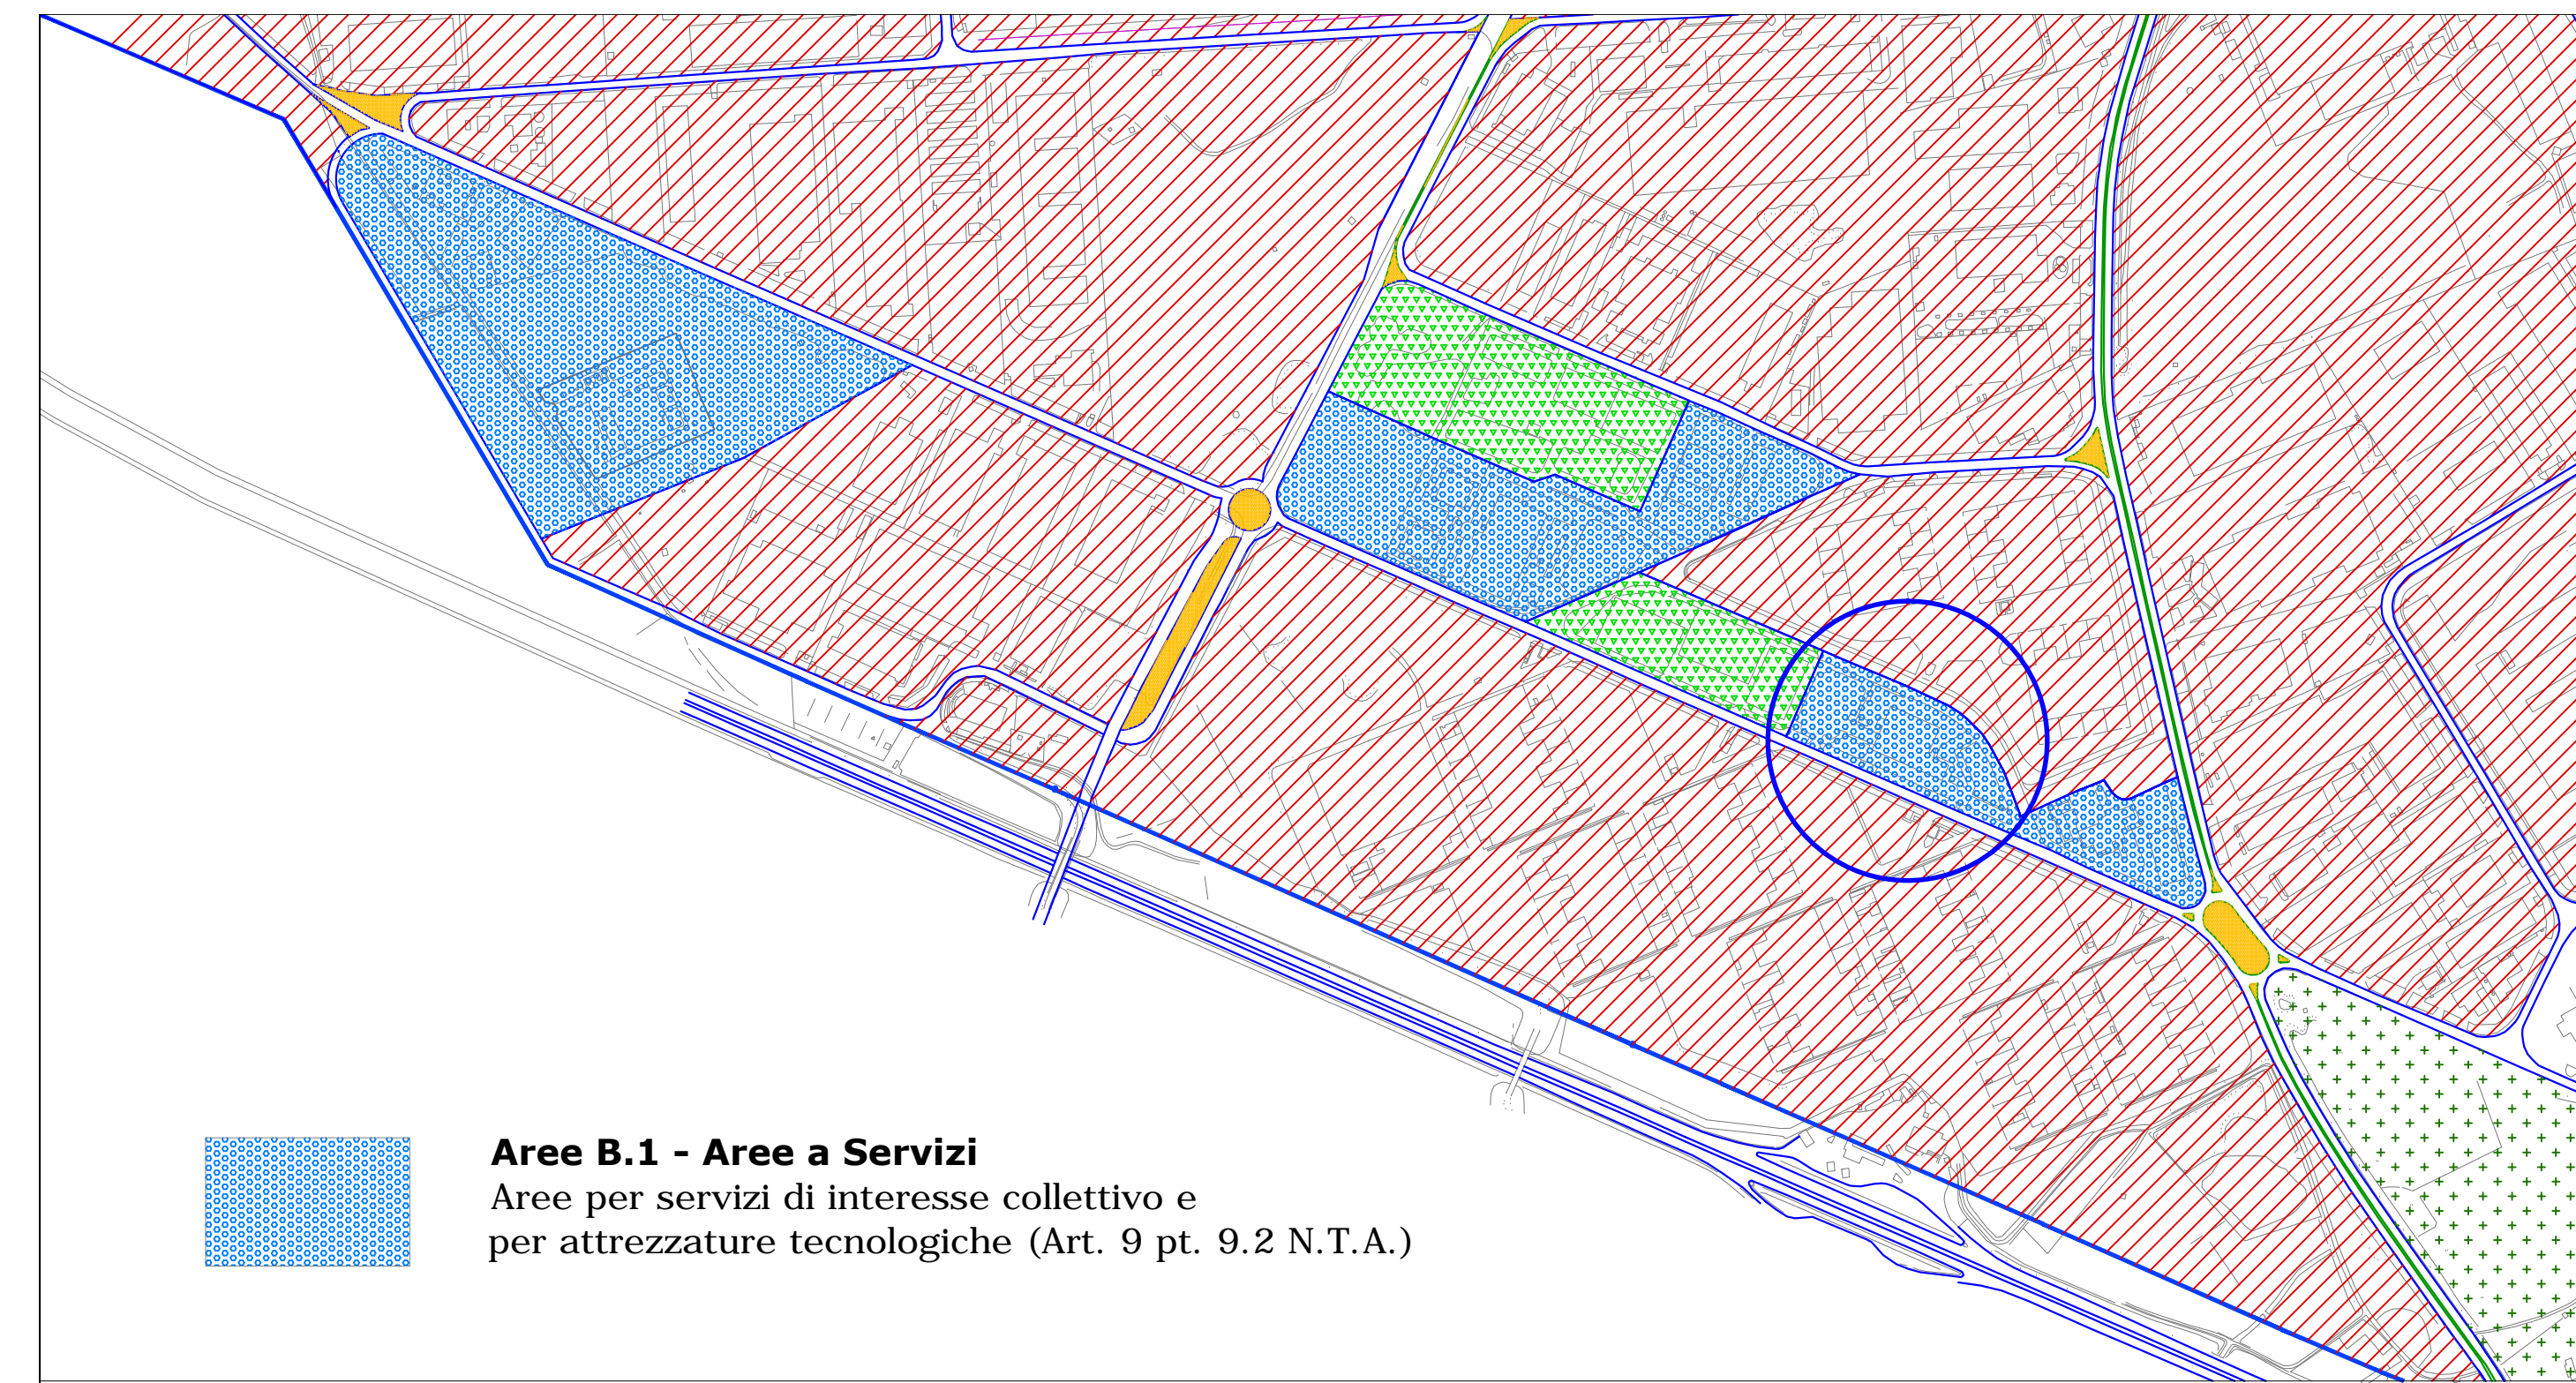 Aree B.1 - Aree a Servizi
Aree per servizi di interesse collettivo e
per attrezzature tecnologiche (Art. 9 pt. 9.2 N.T.A.)